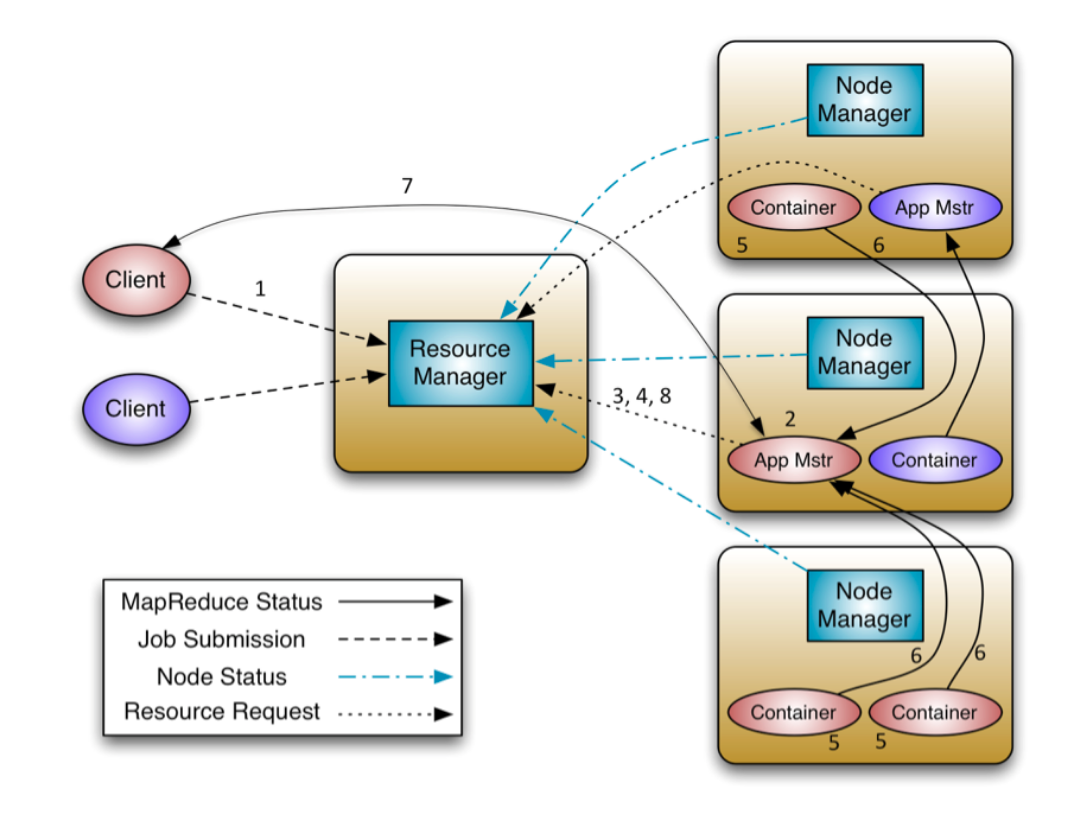 Node
Manager
7
Container
App Mstr
5
6
Client
1
Resource
Manager
Node
Manager
Client
3, 4, 8
2
App Mstr
Container
MapReduce Status
Job Submission
Node Status
Resource Request
Node
Manager
6
6
Container
Container
5
5